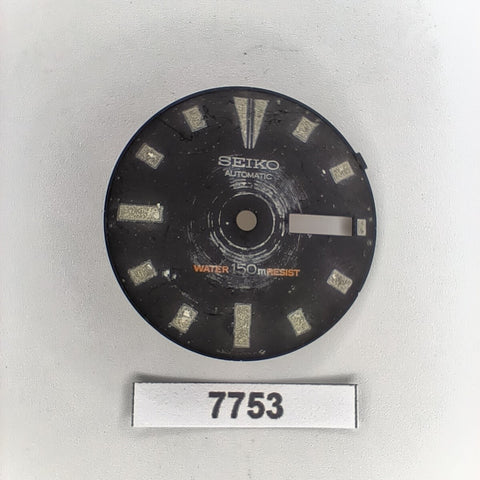 SEIKO
AUTOMATIC
WATER 150m RESIST
7753